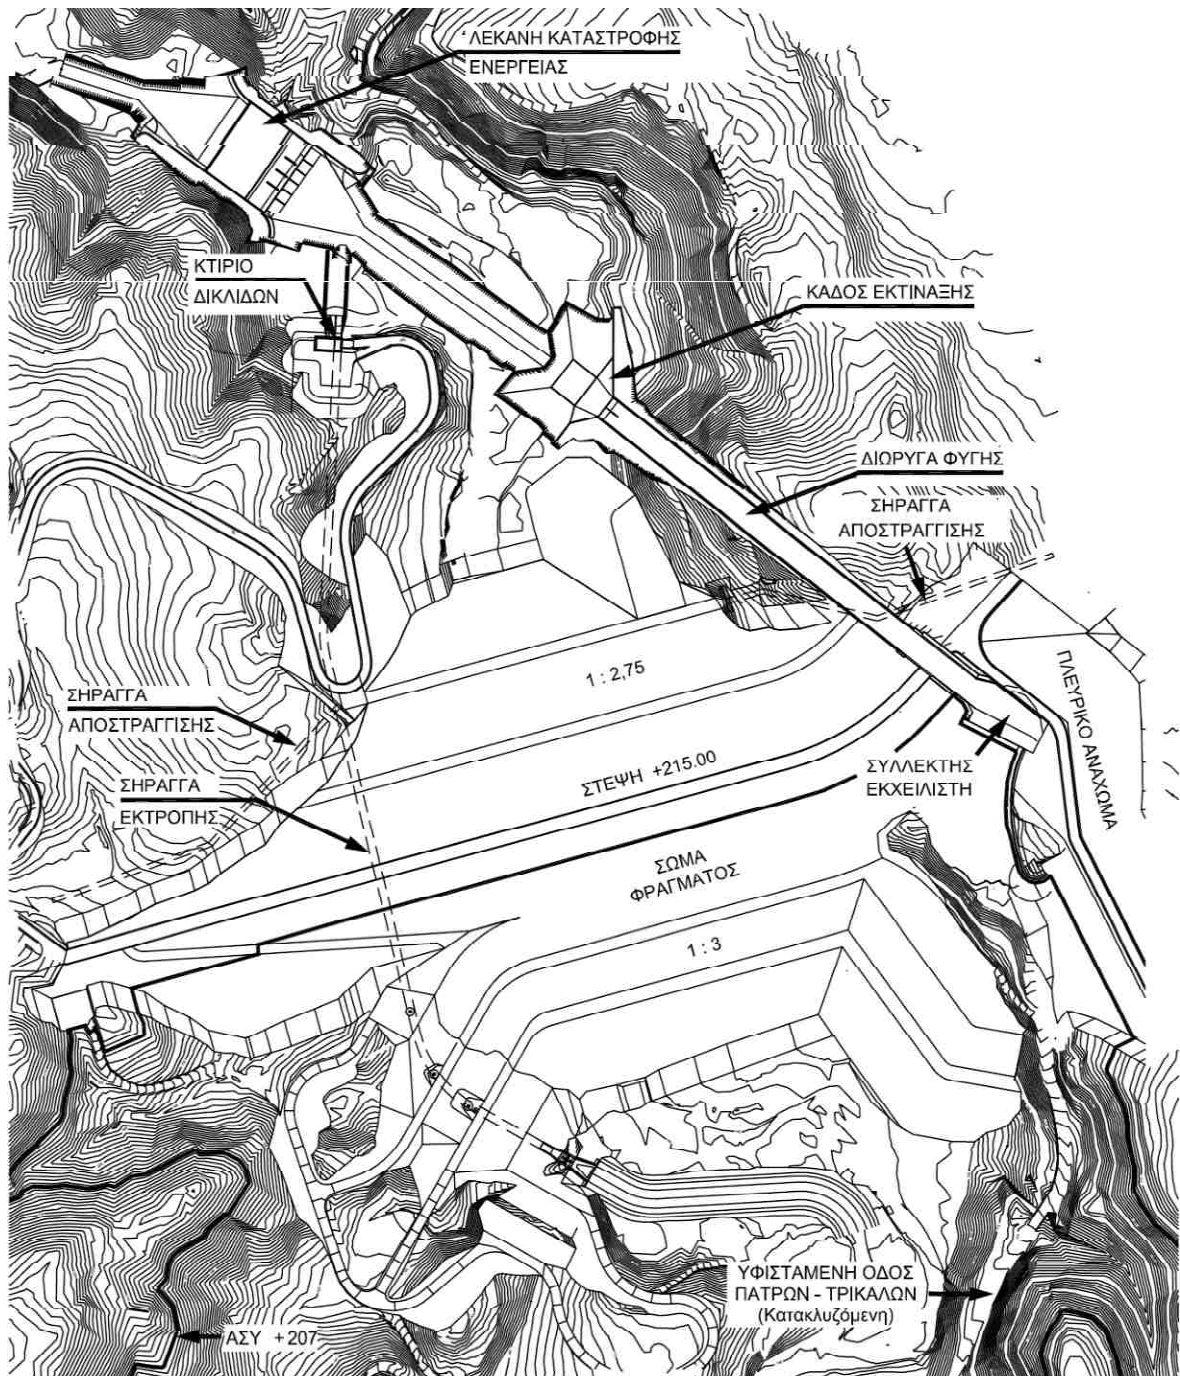 ΛΕΚΑΝΗ ΚΑΤΑΣΤΡΟΦΗΣ
ΕΝΕΡΓΕΙΑΣ
ΚΤΙΡΙΟ
ΔΙΚΛΙΔΩΝ
ΚΑΔΟΣ ΕΚΤΙΝΑΞΗΣ
ΔΙΩΡΥΓΑ ΦΥΓΗΣ
ΣΗΡΑΓΓΑ
ΑΠΟΣΤΡΑΓΓΙΣΗΣ
1 : 2,75
ΠΛΕΥΡΙΚΟ ΑΝΑΧΩΜΑ
ΣΗΡΑΓΓΑ
ΑΠΟΣΤΡΑΓΓΙΣΗΣ
ΣΤΕΨΗ +215.00
ΣΥΛΛΕΚΤΗΣ
ΕΚΧΕΙΛΙΣΤΗ
ΣΗΡΑΓΓΑ
ΕΚΤΡΟΠΗΣ
ΣΩΜΑ
ΦΡΑΓΜΑΤΟΣ
1 : 3
ΥΦΙΣΤΑΜΕΝΗ ΟΔΟΣ
ΠΑΤΡΩΝ - ΤΡΙΚΑΛΩΝ
(Κατακλυζόμενη)
ΑΣΥ +207